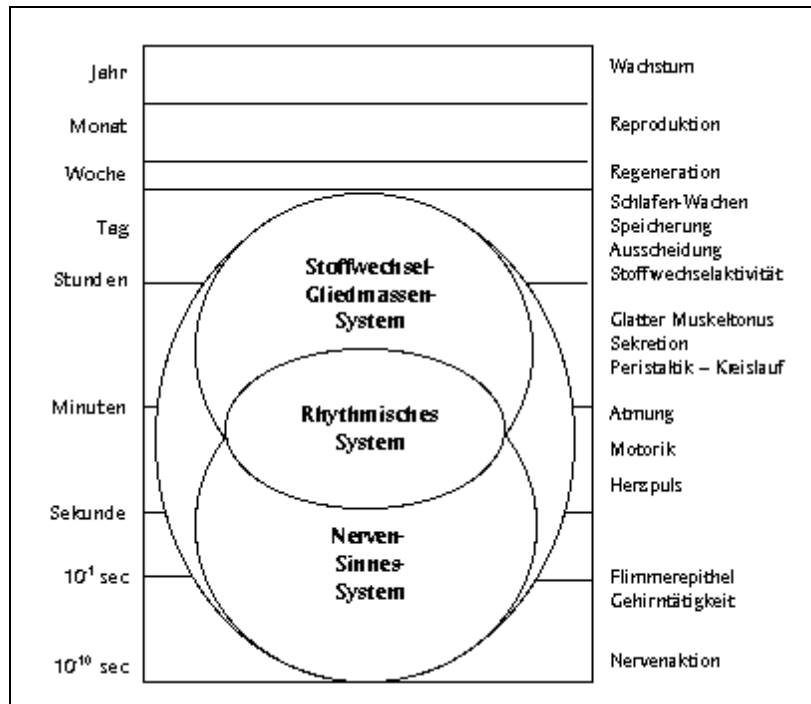 Jahr
Monat
Woche
Tag
Stunden
Minuten
Sekunde
10¹ sec
10¹⁰ sec
Stoffwechsel-
Gliedmassen-
System
Rhythmisches
System
Nerven-
Sinnes-
System
Wachstum
Reproduktion
Regeneration
Schlafen-Wachen
Speicherung
Ausscheidung
Stoffwechselaktivität
Glatter Muskeltonus
Sekretion
Peristaltik – Kreislauf
Atmung
Motorik
Herzpuls
Flimmerepithel
Gehirntätigkeit
Nervenaktion